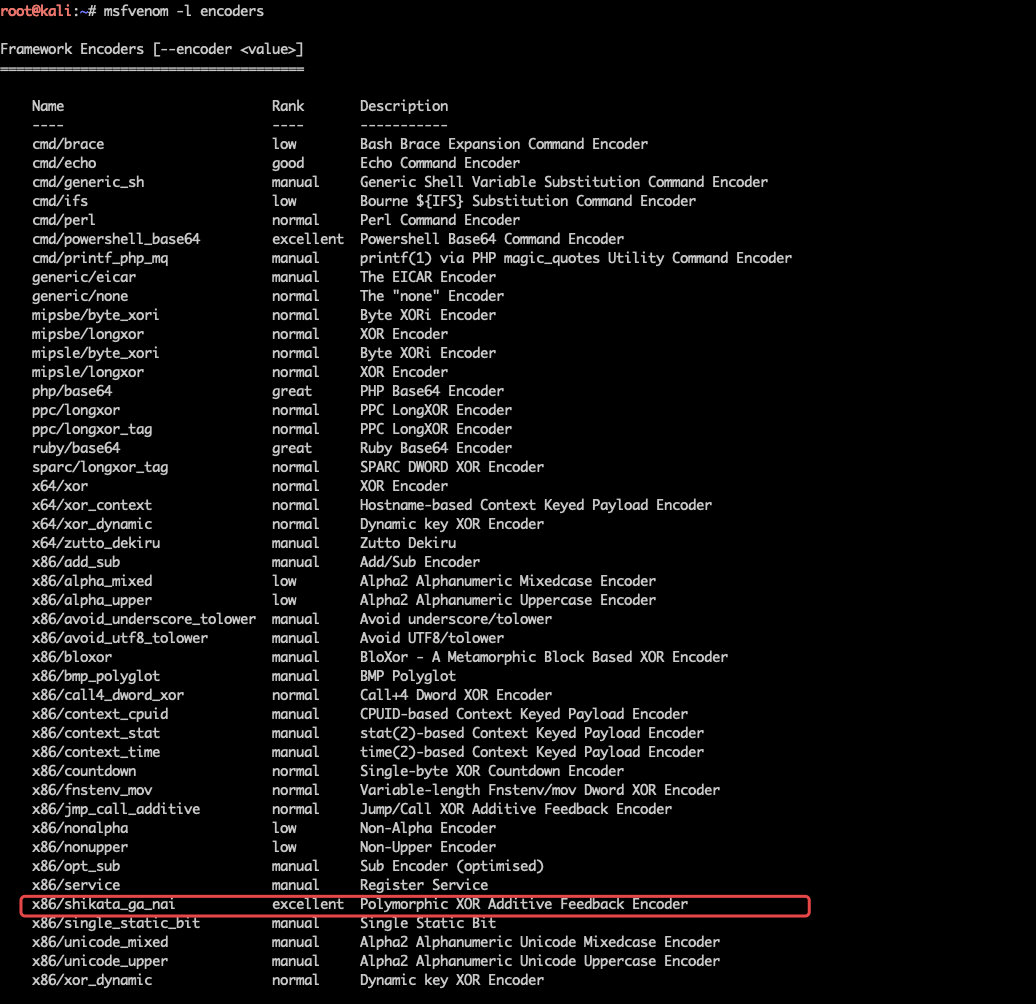 root@kali:~# msfvenom -l encoders
Framework Encoders [--encoder <value>]
======================================
Name Rank Description
---- ---- -----------
cmd/brace low Bash Brace Expansion Command Encoder
cmd/echo good Echo Command Encoder
cmd/generic_sh manual Generic Shell Variable Substitution Command Encoder
cmd/ifs low Bourne ${IFS} Substitution Command Encoder
cmd/perl normal Perl Command Encoder
cmd/powershell_base64 excellent Powershell Base64 Command Encoder
cmd/printf_php_mq manual printf(1) via PHP magic_quotes Utility Command Encoder
generic/eicar manual The EICAR Encoder
generic/none normal The "none" Encoder
mipsbe/byte_xori normal Byte XORi Encoder
mipsbe/longxor normal XOR Encoder
mipsle/byte_xori normal Byte XORi Encoder
mipsle/longxor normal XOR Encoder
php/base64 great PHP Base64 Encoder
ppc/longxor normal PPC LongXOR Encoder
ppc/longxor_tag normal PPC LongXOR Encoder
ruby/base64 great Ruby Base64 Encoder
sparc/longxor_tag normal SPARC DWORD XOR Encoder
x64/xor normal XOR Encoder
x64/xor_context normal Hostname-based Context Keyed Payload Encoder
x64/xor_dynamic normal Dynamic key XOR Encoder
x64/zutto_dekiru manual Zutto Dekiru
x86/add_sub manual Add/Sub Encoder
x86/alpha_mixed low Alpha2 Alphanumeric Mixedcase Encoder
x86/alpha_upper low Alpha2 Alphanumeric Uppercase Encoder
x86/avoid_underscore_tolower manual Avoid underscore/tolower
x86/avoid_utf8_tolower manual Avoid UTF8/tolower
x86/bloxor manual BloXor - A Metamorphic Block Based XOR Encoder
x86/bmp_polyglot manual BMP Polyglot
x86/call4_dword_xor normal Call+4 Dword XOR Encoder
x86/context_cpuid manual CPUID-based Context Keyed Payload Encoder
x86/context_stat manual stat(2)-based Context Keyed Payload Encoder
x86/context_time manual time(2)-based Context Keyed Payload Encoder
x86/countdown normal Single-byte XOR Countdown Encoder
x86/fnstenv_mov normal Variable-length Fnstenv/mov Dword XOR Encoder
x86/jmp_call_additive normal Jump/Call XOR Additive Feedback Encoder
x86/nonalpha low Non-Alpha Encoder
x86/nonupper low Non-Upper Encoder
x86/opt_sub manual Sub Encoder (optimised)
x86/service manual Register Service
x86/shikata_ga_nai excellent Polymorphic XOR Additive Feedback Encoder
x86/single_static_bit manual Single Static Bit
x86/unicode_mixed manual Alpha2 Alphanumeric Unicode Mixedcase Encoder
x86/unicode_upper manual Alpha2 Alphanumeric Unicode Uppercase Encoder
x86/xor_dynamic normal Dynamic key XOR Encoder